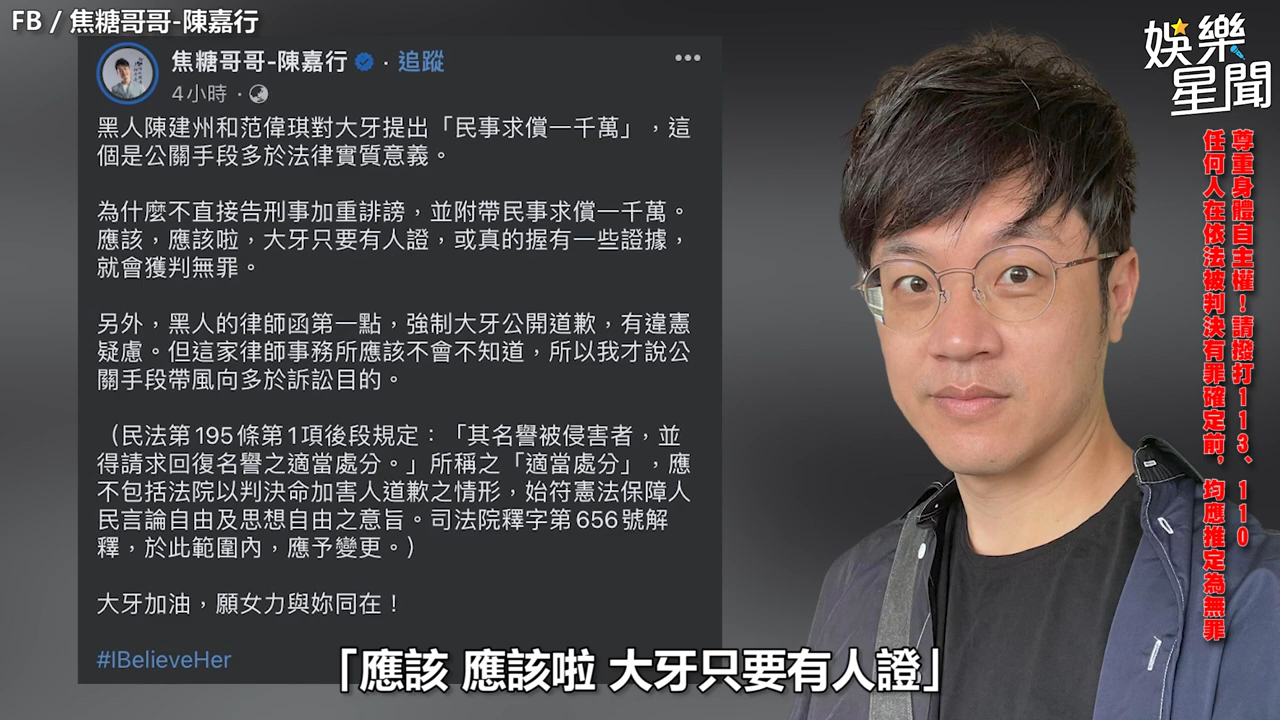 FB / 焦糖哥哥-陳嘉行
焦糖哥哥-陳嘉行 · 追蹤
4小時 ·
黑人陳建州和范偉琪對大牙提出「民事求償一千萬」，這
個是公關手段多於法律實質意義。
為什麼不直接告刑事加重誹謗，並附帶民事求償一千萬。
應該，應該啦，大牙只要有人證，或真的握有一些證據，
就會獲判無罪。
另外，黑人的律師函第一點，強制大牙公開道歉，有違憲
疑慮。但這家律師事務所應該不會不知道，所以我才說公
關手段帶風向多於訴訟目的。
（民法第195條第1項後段規定：「其名譽被侵害者，並
得請求回復名譽之適當處分。」所稱之「適當處分」，應
不包括法院以判決命加害人道歉之情形，始符憲法保障人
民言論自由及思想自由之意旨。司法院釋字第656號解
釋，於此範圍內，應予變更。）
大牙加油，願女力與妳同在！
#IBelieveHer
娛樂
星聞
尊重身體自主權！請撥打113、110
任何人在依法被判決有罪確定前，均應推定為無罪
「應該 應該啦 大牙只要有人證」